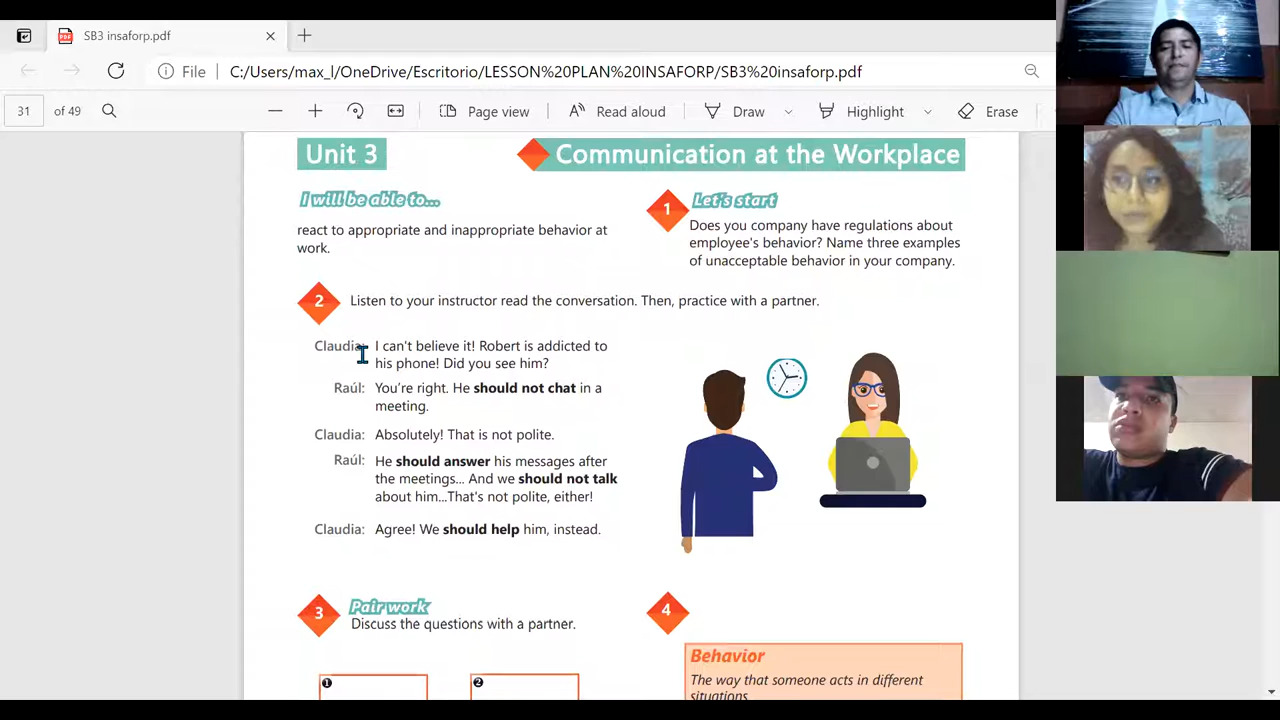 SB3 insaforp.pdf
File
C:/Users/max_l/OneDrive/Escritorio/LESSON%20PLAN%20INSAFORP/SB3%20insaforp.pdf
31 of 49
Page view
Read aloud
Draw
Highlight
Erase
Unit 3
Communication at the Workplace
I will be able to...
react to appropriate and inappropriate behavior at
work.
1
Let's start
Does you company have regulations about
employee's behavior? Name three examples
of unacceptable behavior in your company.
2
Listen to your instructor read the conversation. Then, practice with a partner.
Claudia: I can't believe it! Robert is addicted to
his phone! Did you see him?
Raúl: You're right. He should not chat in a
meeting.
Claudia: Absolutely! That is not polite.
Raúl: He should answer his messages after
the meetings... And we should not talk
about him...That's not polite, either!
Claudia: Agree! We should help him, instead.
3
Pair work
Discuss the questions with a partner.
1
2
4
Behavior
The way that someone acts in different
situations